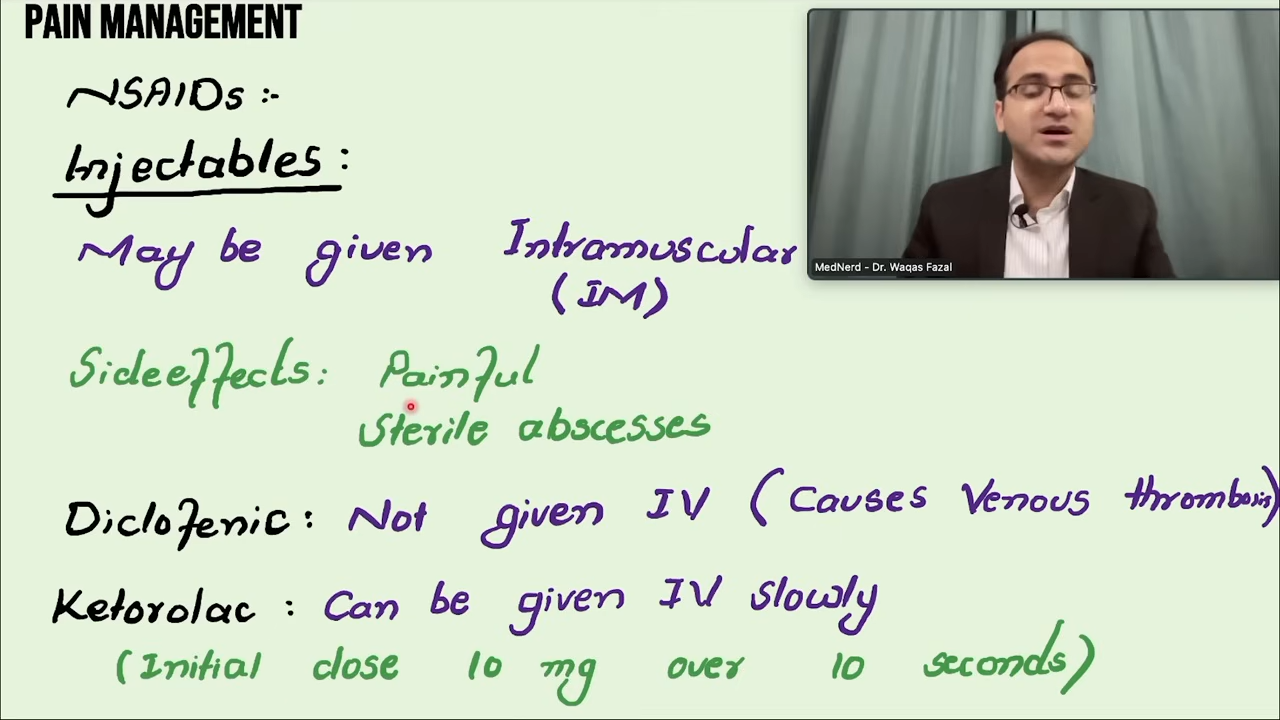 PAIN MANAGEMENT
NSAIDs :-
Injectables :
May be given Intramuscular
(IM)
Sideeffects: Painful
Sterile abscesses
Diclofenic : Not given IV (Causes Venous thrombosis)
Ketorolac : Can be given IV slowly
(Initial dose 10 mg over 10 seconds)
MedNerd - Dr. Waqas Fazal